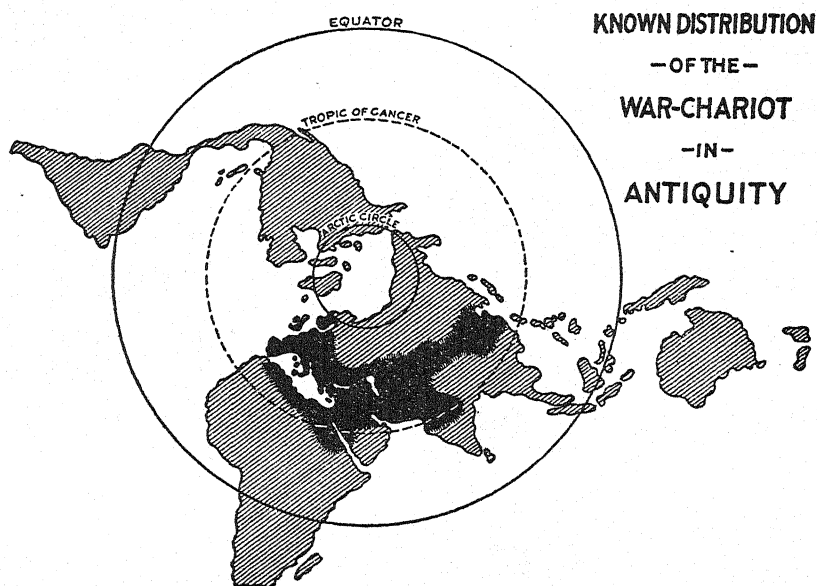 KNOWN DISTRIBUTION
-OF THE-
WAR-CHARIOT
-IN-
ANTIQUITY
EQUATOR
TROPIC OF CANCER
ARCTIC CIRCLE